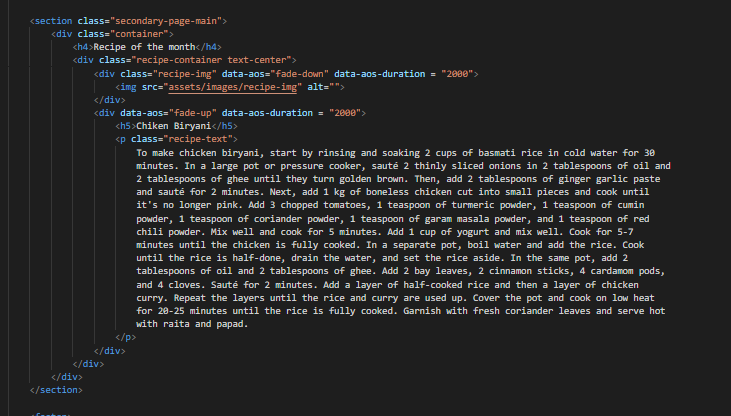 <section class="secondary-page-main">
<div class="container">
<h4>Recipe of the month</h4>
<div class="recipe-container text-center">
<div class="recipe-img" data-aos="fade-down" data-aos-duration = "2000">
<img src="assets/images/recipe-img" alt="">
</div>
<div data-aos="fade-up" data-aos-duration = "2000">
<h5>Chiken Biryani</h5>
<p class="recipe-text">
To make chicken biryani, start by rinsing and soaking 2 cups of basmati rice in cold water for 30
minutes. In a large pot or pressure cooker, sauté 2 thinly sliced onions in 2 tablespoons of oil and
2 tablespoons of ghee until they turn golden brown. Then, add 2 tablespoons of ginger garlic paste
and sauté for 2 minutes. Next, add 1 kg of boneless chicken cut into small pieces and cook until
it's no longer pink. Add 3 chopped tomatoes, 1 teaspoon of turmeric powder, 1 teaspoon of cumin
powder, 1 teaspoon of coriander powder, 1 teaspoon of garam masala powder, and 1 teaspoon of red
chili powder. Mix well and cook for 5 minutes. Add 1 cup of yogurt and mix well. Cook for 5-7
minutes until the chicken is fully cooked. In a separate pot, boil water and add the rice. Cook
until the rice is half-done, drain the water, and set the rice aside. In the same pot, add 2
tablespoons of oil and 2 tablespoons of ghee. Add 2 bay leaves, 2 cinnamon sticks, 4 cardamom pods,
and 4 cloves. Sauté for 2 minutes. Add a layer of half-cooked rice and then a layer of chicken
curry. Repeat the layers until the rice and curry are used up. Cover the pot and cook on low heat
for 20-25 minutes until the rice is fully cooked. Garnish with fresh coriander leaves and serve hot
with raita and papad.
</p>
</div>
</div>
</div>
</section>